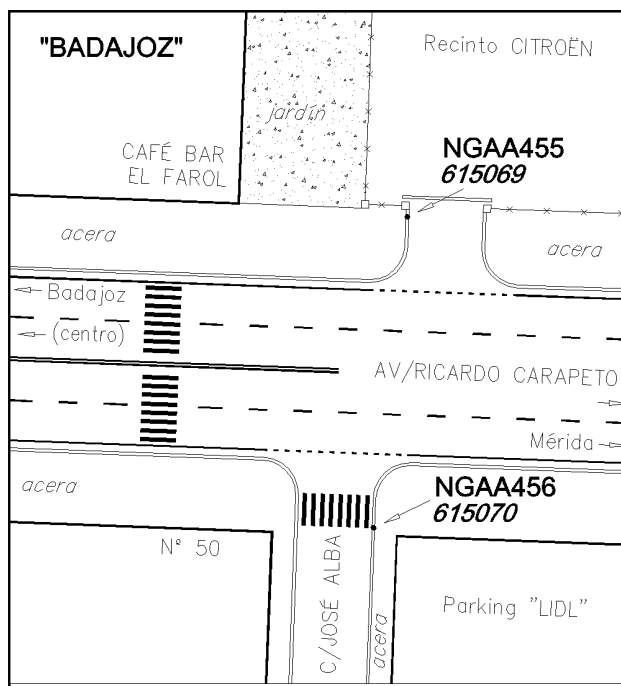 "BADAJOZ"
Recinto CITROËN
jardín
CAFÉ BAR
EL FAROL
NGAA455
615069
acera
acera
Badajoz
(centro)
AV/RICARDO CARAPETO
Mérida
acera
NGAA456
615070
Nº 50
C/JOSÉ ALBA
acera
Parking "LIDL"